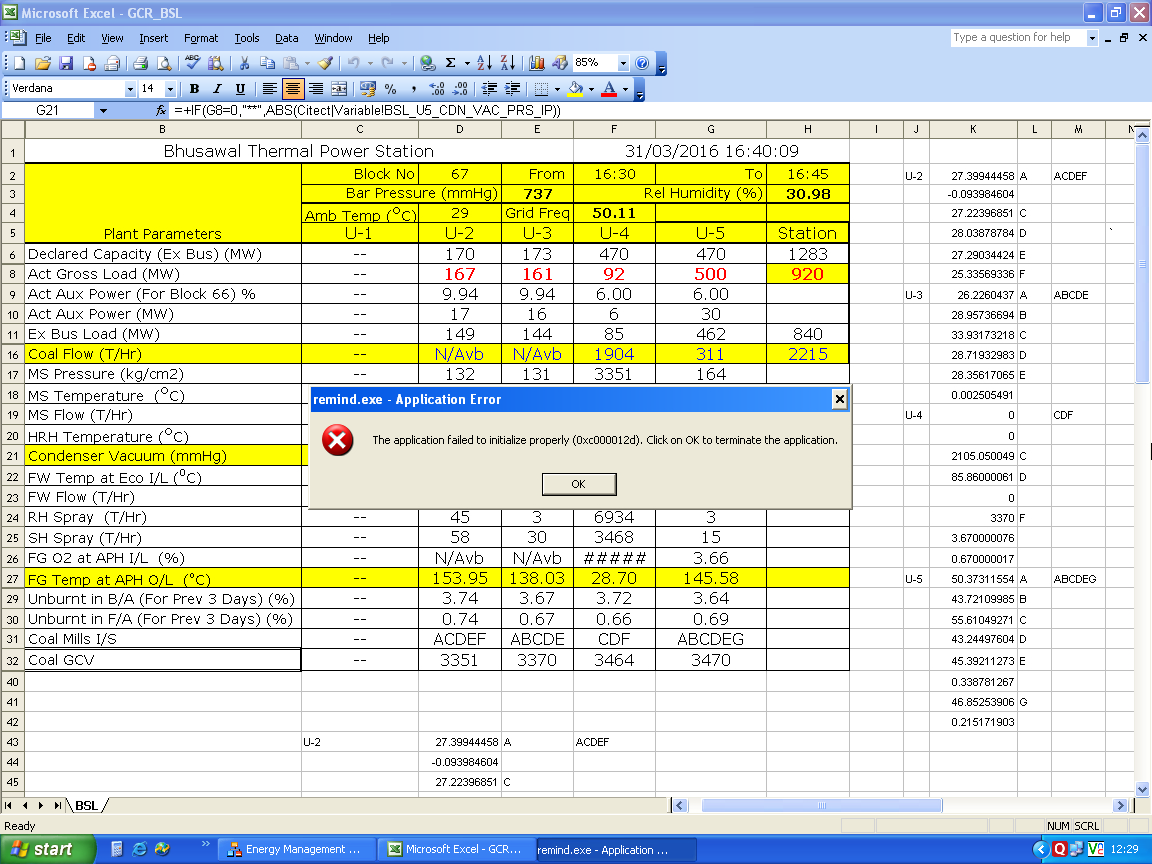 Microsoft Excel - GCR_BSL
File Edit View Insert Format Tools Data Window Help Type a question for help
85%
Verdana 14 B I U
G21 fx =+IF(G8=0,"**",ABS(Citect|Variable!BSL_U5_CDN_VAC_PRS_IP))
B C D E F G H I J K L M N
1 Bhusawal Thermal Power Station 31/03/2016 16:40:09
2 Block No 67 From 16:30 To 16:45 U-2 27.39944458 A ACDEF
3 Bar Pressure (mmHg) 737 Rel Humidity (%) 30.98 -0.093984604
4 Amb Temp (OC) 29 Grid Freq 50.11 27.22396851 C
5 Plant Parameters U-1 U-2 U-3 U-4 U-5 Station 28.03878784 D `
6 Declared Capacity (Ex Bus) (MW) -- 170 173 470 470 1283 27.29034424 E
8 Act Gross Load (MW) -- 167 161 92 500 920 25.33569336 F
9 Act Aux Power (For Block 66) % -- 9.94 9.94 6.00 6.00 U-3 26.2260437 A ABCDE
10 Act Aux Power (MW) -- 17 16 6 30 28.95736694 B
11 Ex Bus Load (MW) -- 149 144 85 462 840 33.93173218 C
16 Coal Flow (T/Hr) -- N/Avb N/Avb 1904 311 2215 28.71932983 D
17 MS Pressure (kg/cm2) -- 132 131 3351 164 28.35617065 E
18 MS Temperature (OC) 0.002505491
19 MS Flow (T/Hr) U-4 0 CDF
20 HRH Temperature (OC) 0
21 Condenser Vacuum (mmHg) 2105.050049 C
22 FW Temp at Eco I/L (OC) 85.86000061 D
23 FW Flow (T/Hr) 0
24 RH Spray (T/Hr) -- 45 3 6934 3 3370 F
25 SH Spray (T/Hr) -- 58 30 3468 15 3.670000076
26 FG O2 at APH I/L (%) -- N/Avb N/Avb ##### 3.66 0.670000017
27 FG Temp at APH O/L (OC) -- 153.95 138.03 28.70 145.58 U-5 50.37311554 A ABCDEG
29 Unburnt in B/A (For Prev 3 Days) (%) -- 3.74 3.67 3.72 3.64 43.72109985 B
30 Unburnt in F/A (For Prev 3 Days) (%) -- 0.74 0.67 0.66 0.69 55.61049271 C
31 Coal Mills I/S -- ACDEF ABCDE CDF ABCDEG 43.24497604 D
32 Coal GCV -- 3351 3370 3464 3470 45.39211273 E
40 0.338781267
41 46.85253906 G
42 0.215171903
43 U-2 27.39944458 A ACDEF
44 -0.093984604
45 27.22396851 C
remind.exe - Application Error
The application failed to initialize properly (0xc000012d). Click on OK to terminate the application.
OK
BSL
Ready NUM SCRL
start Energy Management ... Microsoft Excel - GCR... remind.exe - Application ... 12:29